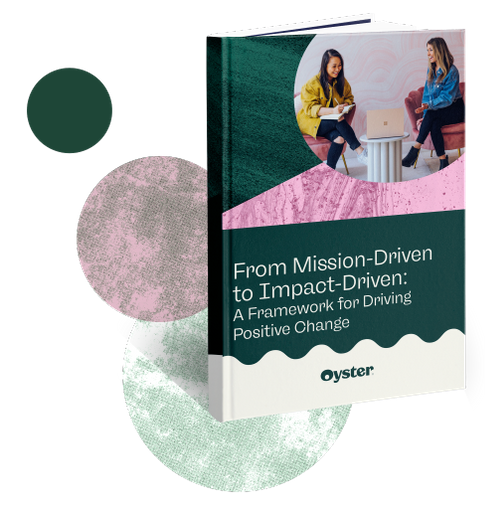 From Mission-Driven
to Impact-Driven:
A Framework for Driving
Positive Change
Oyster